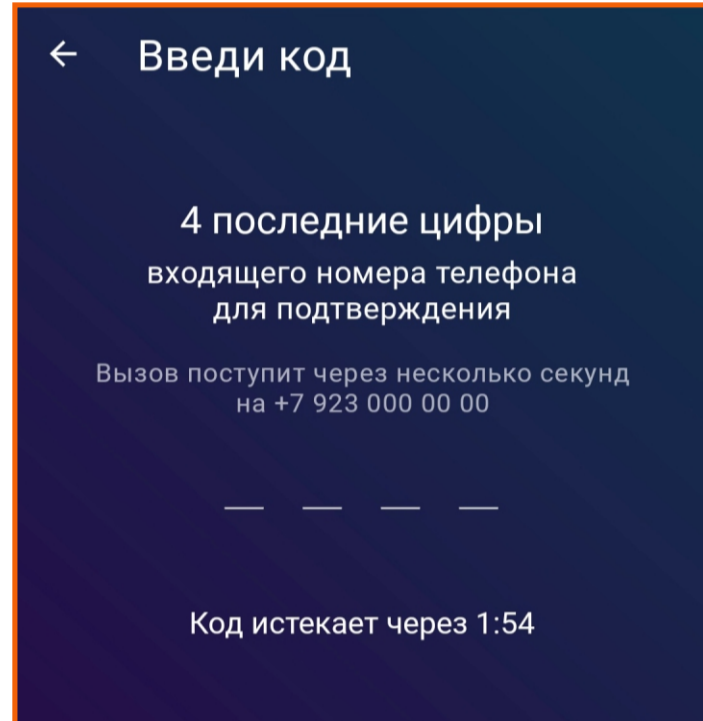 Введи код
4 последние цифры
входящего номера телефона
для подтверждения
Вызов поступит через несколько секунд
на +7 923 000 00 00
Код истекает через 1:54